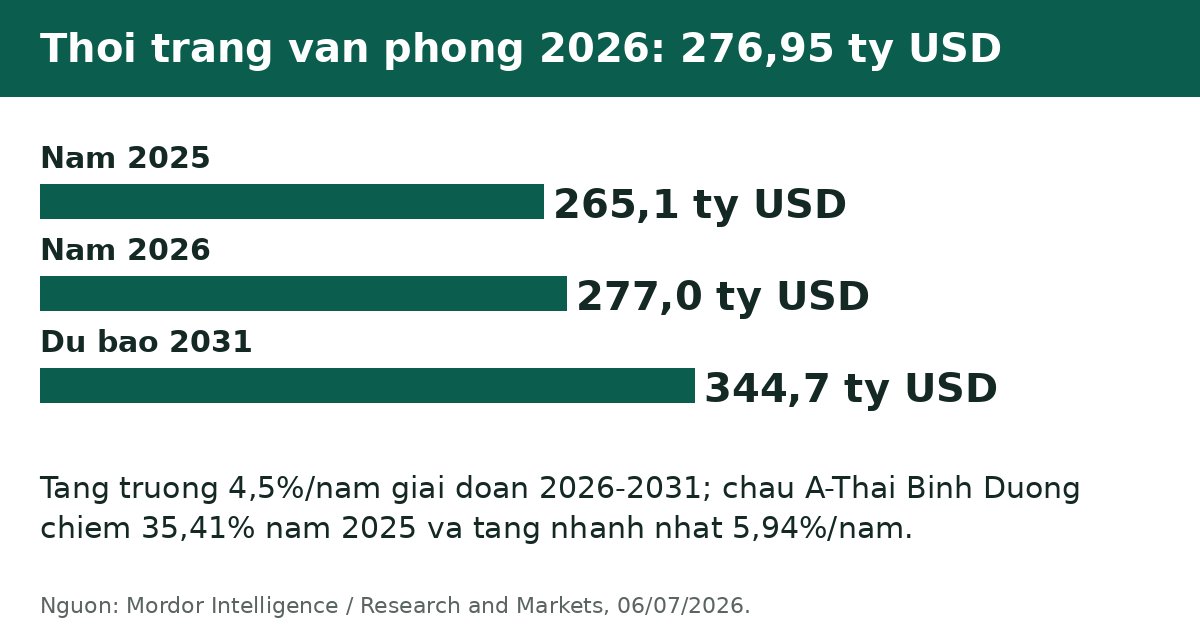 Thoi trang van phong 2026: 276,95 ty USD
Nam 2025
265,1 ty USD
Nam 2026
277,0 ty USD
Du bao 2031
344,7 ty USD
Tang truong 4,5%/nam giai doan 2026-2031; chau A-Thai Binh Duong
chiem 35,41% nam 2025 va tang nhanh nhat 5,94%/nam.
Nguon: Mordor Intelligence / Research and Markets, 06/07/2026.